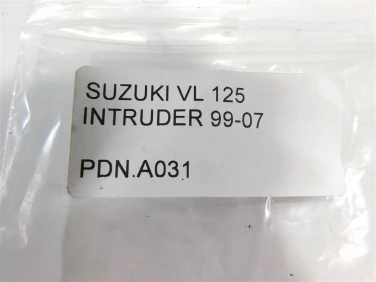 SUZUKI VL 125
INTRUDER 99-07
PDN.A031